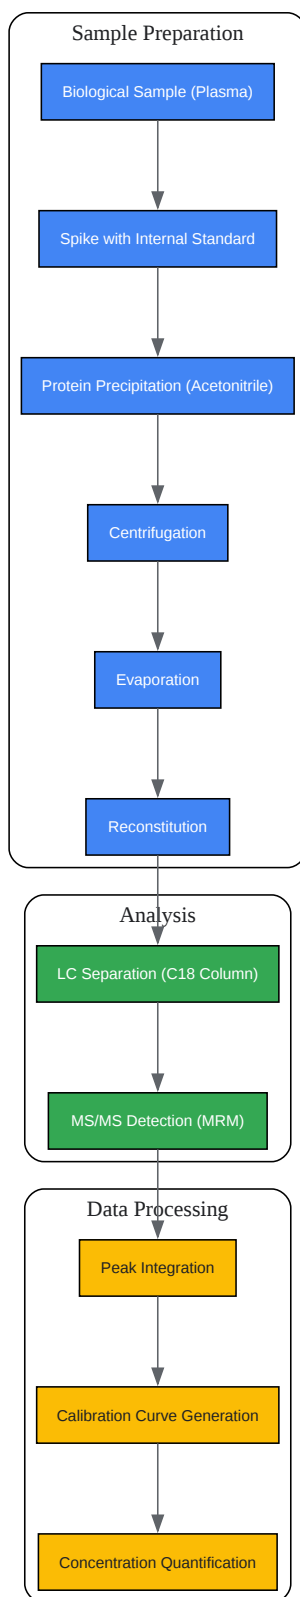 Sample Preparation
Biological Sample (Plasma)
Spike with Internal Standard
Protein Precipitation (Acetonitrile)
Centrifugation
Evaporation
Reconstitution
Analysis
LC Separation (C18 Column)
MS/MS Detection (MRM)
Data Processing
Peak Integration
Calibration Curve Generation
Concentration Quantification